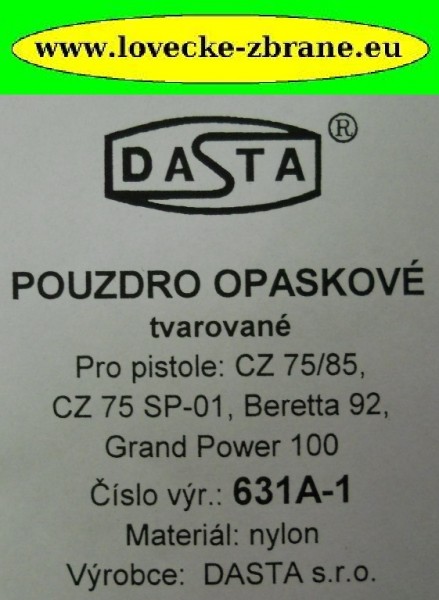 www.lovecke-zbrane.eu
DASTA ®
POUZDRO OPASKOVÉ
tvarované
Pro pistole: CZ 75/85,
CZ 75 SP-01, Beretta 92,
Grand Power 100
Číslo výr.: 631A-1
Materiál: nylon
Výrobce: DASTA s.r.o.